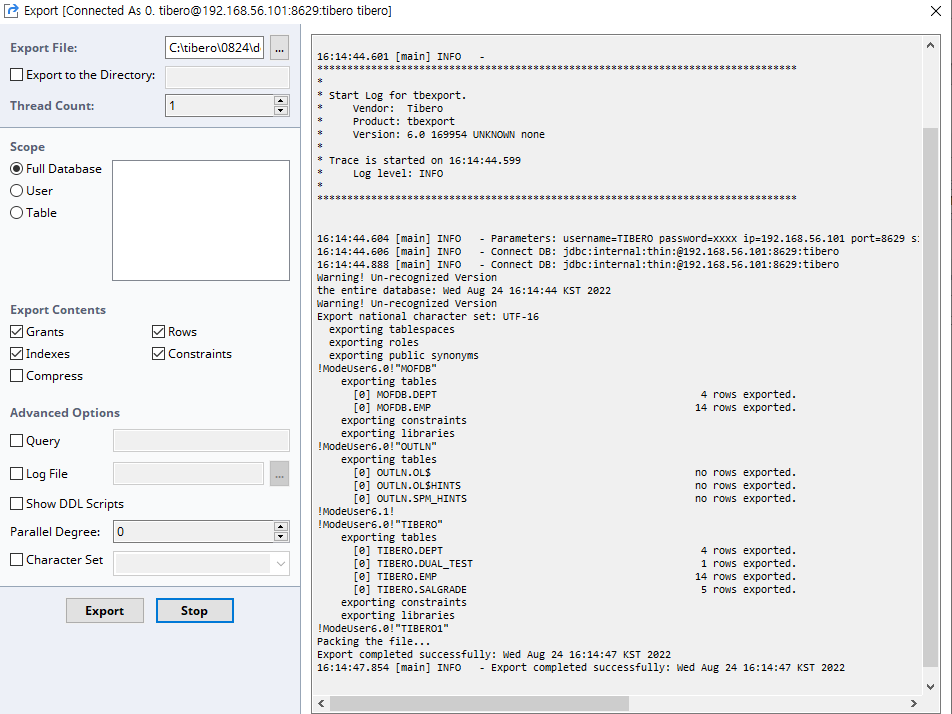 Export [Connected As 0. tibero@192.168.56.101:8629:tibero tibero]
Export File: C:\tibero\0824\d ...
Export to the Directory:
Thread Count: 1
Scope
Full Database
User
Table
Export Contents
Grants Rows
Indexes Constraints
Compress
Advanced Options
Query
Log File ...
Show DDL Scripts
Parallel Degree: 0
Character Set
Export Stop
16:14:44.601 [main] INFO -
********************************************************************************
*
* Start Log for tbexport.
* Vendor: Tibero
* Product: tbexport
* Version: 6.0 169954 UNKNOWN none
*
* Trace is started on 16:14:44.599
* Log level: INFO
*
********************************************************************************
16:14:44.604 [main] INFO - Parameters: username=TIBERO password=xxxx ip=192.168.56.101 port=8629
16:14:44.606 [main] INFO - Connect DB: jdbc:internal:thin:@192.168.56.101:8629:tibero
16:14:44.888 [main] INFO - Connect DB: jdbc:internal:thin:@192.168.56.101:8629:tibero
Warning! Un-recognized Version
the entire database: Wed Aug 24 16:14:44 KST 2022
Warning! Un-recognized Version
Export national character set: UTF-16
exporting tablespaces
exporting roles
exporting public synonyms
!ModeUser6.0!"MOFDB"
exporting tables
[0] MOFDB.DEPT 4 rows exported.
[0] MOFDB.EMP 14 rows exported.
exporting constraints
exporting libraries
!ModeUser6.0!"OUTLN"
exporting tables
[0] OUTLN.OL$ no rows exported.
[0] OUTLN.OL$HINTS no rows exported.
[0] OUTLN.SPM_HINTS no rows exported.
!ModeUser6.1!
!ModeUser6.0!"TIBERO"
exporting tables
[0] TIBERO.DEPT 4 rows exported.
[0] TIBERO.DUAL_TEST 1 rows exported.
[0] TIBERO.EMP 14 rows exported.
[0] TIBERO.SALGRADE 5 rows exported.
exporting constraints
exporting libraries
!ModeUser6.0!"TIBERO1"
Packing the file...
Export completed successfully: Wed Aug 24 16:14:47 KST 2022
16:14:47.854 [main] INFO - Export completed successfully: Wed Aug 24 16:14:47 KST 2022